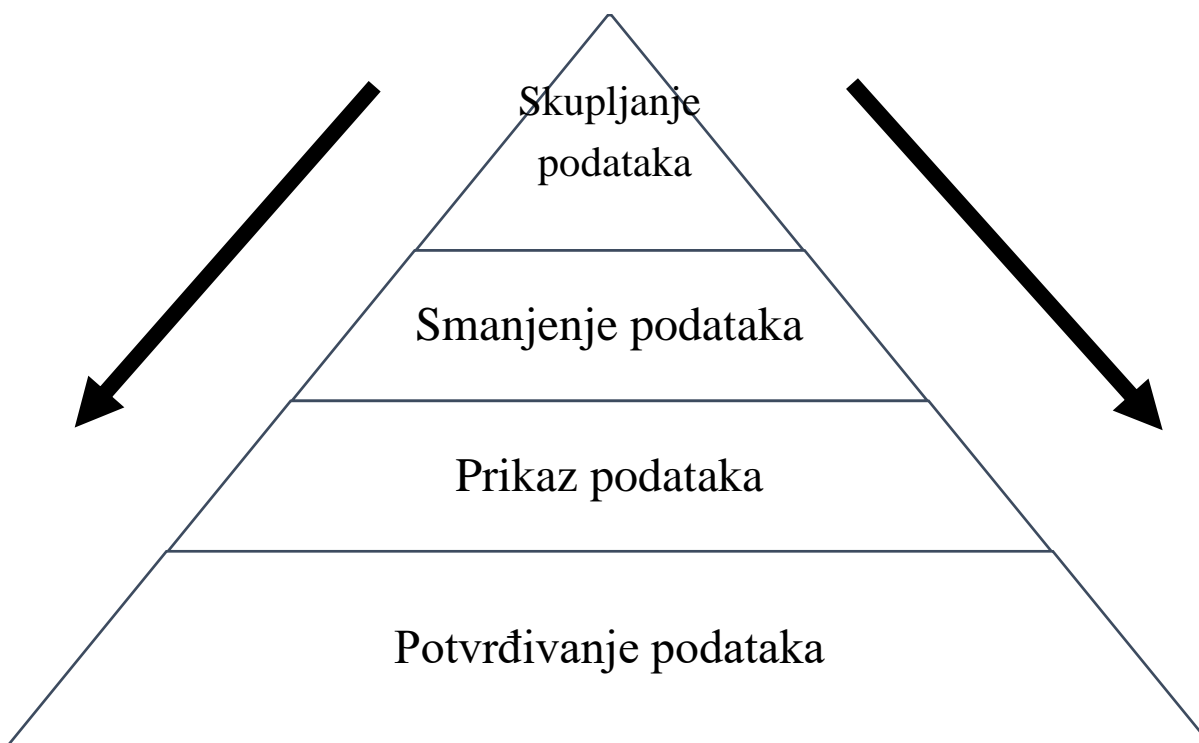 Skupljanje
podataka
Smanjenje podataka
Prikaz podataka
Potvrđivanje podataka